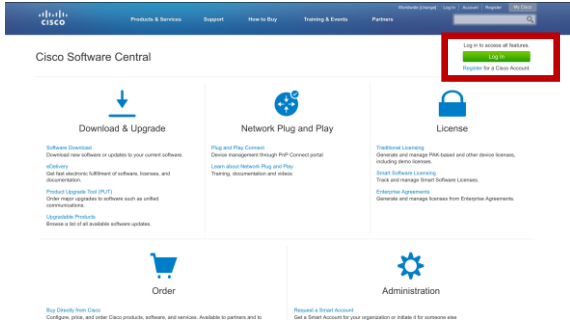 Worldwide [change] Log In Account Register My Cisco
CISCO
Products & Services Support How to Buy Training & Events Partners
Log in to access all features.
Log In
Register for a Cisco Account
Cisco Software Central
Download & Upgrade
Software Download
Download new software or updates to your current software.
eDelivery
Get fast electronic fulfillment of software, licenses, and
documentation.
Product Upgrade Tool (PUT)
Order major upgrades to software such as unified
communications.
Upgradeable Products
Browse a list of all available software updates.
Network Plug and Play
Plug and Play Connect
Device management through PnP Connect portal
Learn about Network Plug and Play
Training, documentation and videos
License
Traditional Licensing
Generate and manage PAK-based and other device licenses,
including demo licenses.
Smart Software Licensing
Track and manage Smart Software Licenses.
Enterprise Agreements
Generate and manage licenses from Enterprise Agreements.
Order
Buy Directly from Cisco
Configure, price, and order Cisco products, software, and services. Available to partners and to
Administration
Request a Smart Account
Get a Smart Account for your organization or initiate it for someone else